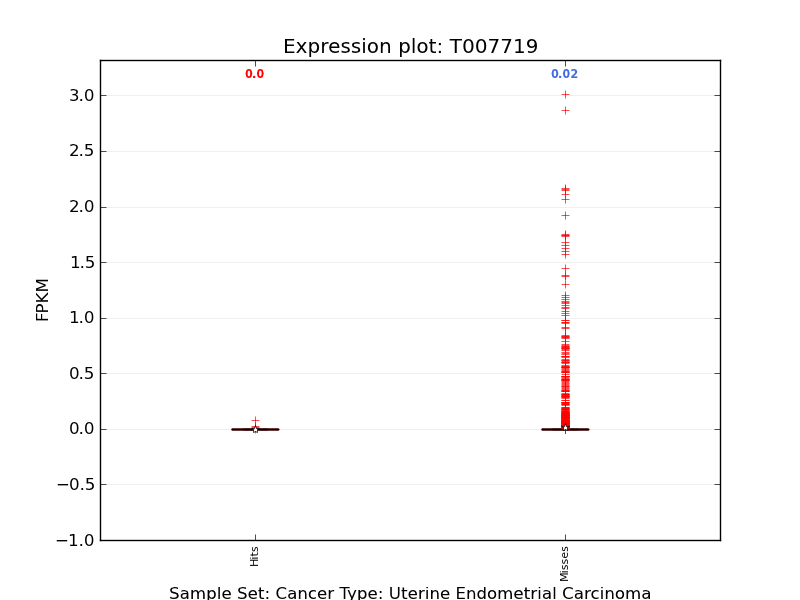 Expression plot: T007719
0.0
0.02
3.0
2.5
2.0
1.5
1.0
0.5
0.0
−0.5
−1.0
FPKM
Hits
Misses
Sample Set: Cancer Type: Uterine Endometrial Carcinoma